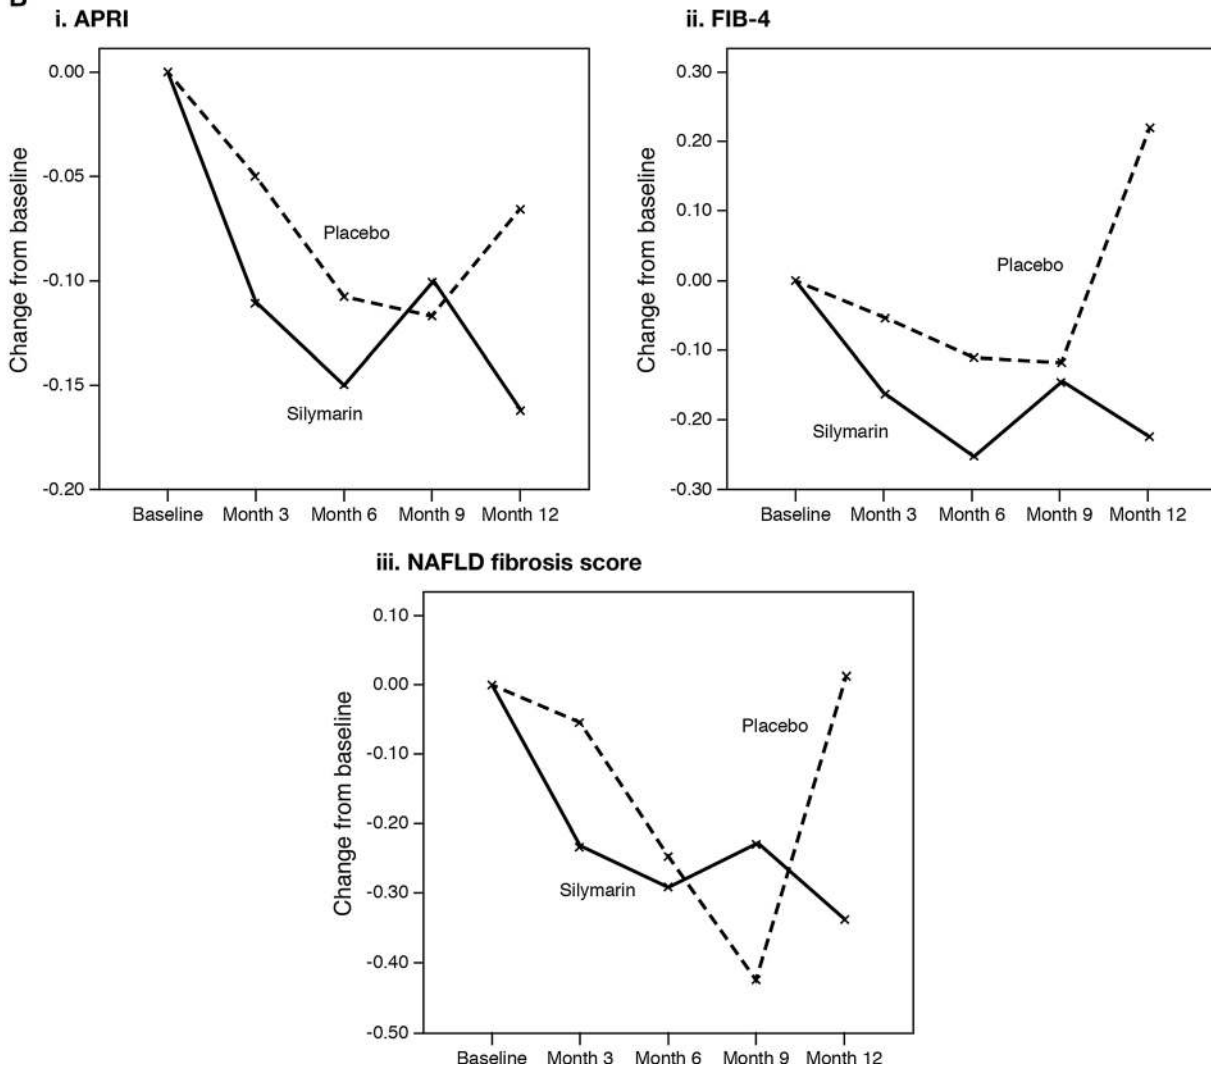 i. APRI
0.00
-0.05
-0.10
-0.15
-0.20
Change from baseline
Placebo
Silymarin
Baseline Month 3 Month 6 Month 9 Month 12
ii. FIB-4
0.30
0.20
0.10
0.00
-0.10
-0.20
-0.30
Change from baseline
Placebo
Silymarin
Baseline Month 3 Month 6 Month 9 Month 12
iii. NAFLD fibrosis score
0.10
0.00
-0.10
-0.20
-0.30
-0.40
-0.50
Change from baseline
Placebo
Silymarin
Baseline Month 3 Month 6 Month 9 Month 12